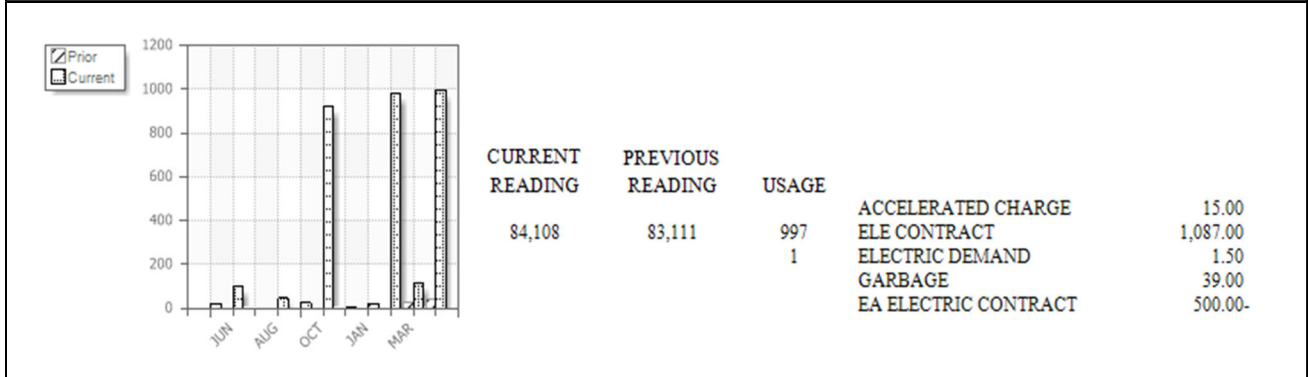 Prior
Current
1200
1000
800
600
400
200
0
JUN
AUG
OCT
JAN
MAR
CURRENT READING PREVIOUS READING USAGE
ACCELERATED CHARGE 15.00
84,108 83,111 997 ELE CONTRACT 1,087.00
1 ELECTRIC DEMAND 1.50
GARBAGE 39.00
EA ELECTRIC CONTRACT 500.00-